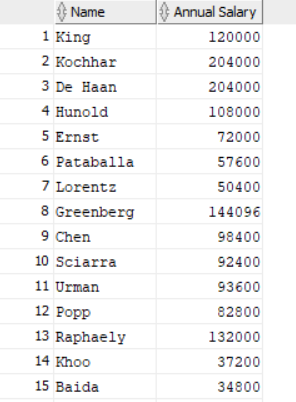 Name Annual Salary
1 King 120000
2 Kochhar 204000
3 De Haan 204000
4 Hunold 108000
5 Ernst 72000
6 Pataballa 57600
7 Lorentz 50400
8 Greenberg 144096
9 Chen 98400
10 Sciarra 92400
11 Urman 93600
12 Popp 82800
13 Raphaely 132000
14 Khoo 37200
15 Baida 34800